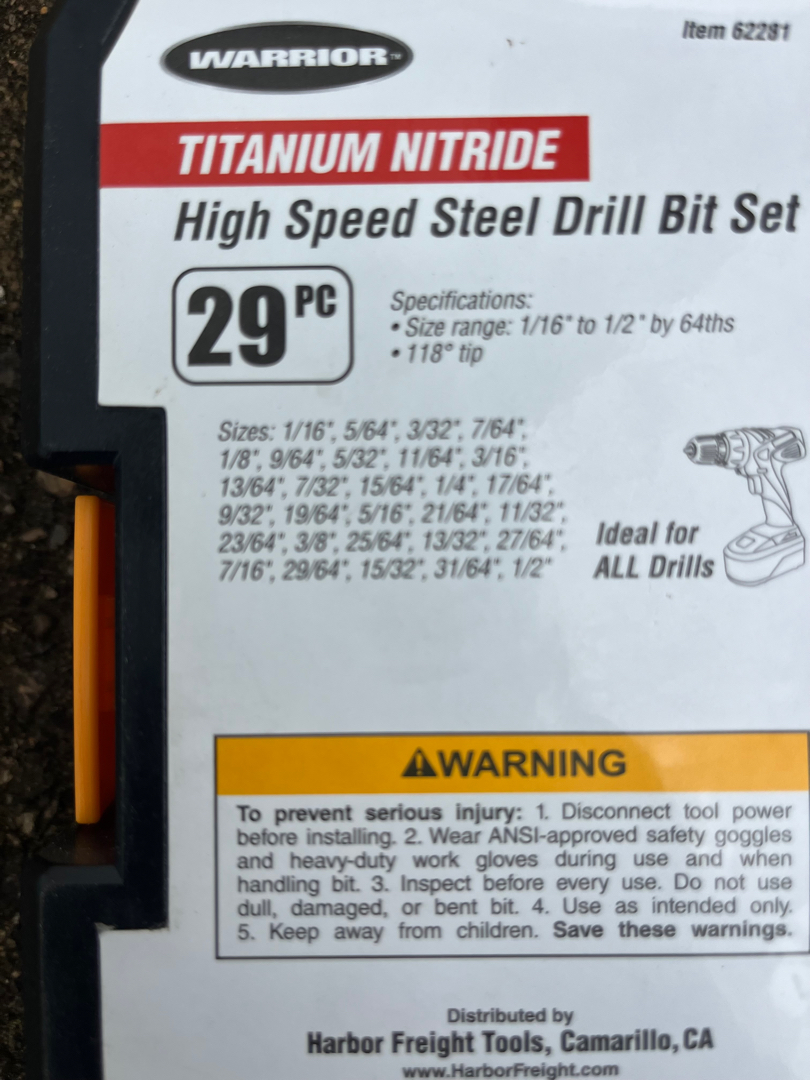 Item 62281
WARRIOR™
TITANIUM NITRIDE
High Speed Steel Drill Bit Set
29 PC
Specifications:
• Size range: 1/16" to 1/2" by 64ths
• 118° tip
Sizes: 1/16", 5/64", 3/32", 7/64",
1/8", 9/64", 5/32", 11/64", 3/16",
13/64", 7/32", 15/64", 1/4", 17/64",
9/32", 19/64", 5/16", 21/64", 11/32",
23/64", 3/8", 25/64", 13/32", 27/64",
7/16", 29/64", 15/32", 31/64", 1/2"
Ideal for
ALL Drills
⚠WARNING
To prevent serious injury: 1. Disconnect tool power
before installing. 2. Wear ANSI-approved safety goggles
and heavy-duty work gloves during use and when
handling bit. 3. Inspect before every use. Do not use
dull, damaged, or bent bit. 4. Use as intended only.
5. Keep away from children. Save these warnings.
Distributed by
Harbor Freight Tools, Camarillo, CA
www.HarborFreight.com